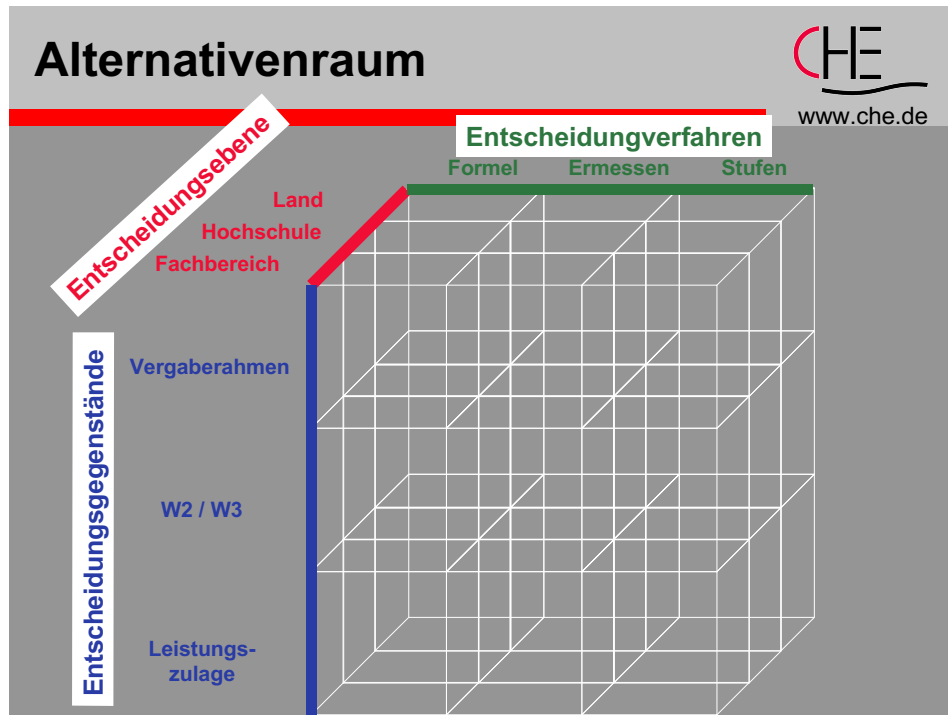 Alternativenraum
CHE
www.che.de
Entscheidungsebene
Entscheidungverfahren
Formel Ermessen Stufen
Land
Hochschule
Fachbereich
Entscheidungsgegenstände
Vergaberahmen
W2 / W3
Leistungs-
zulage